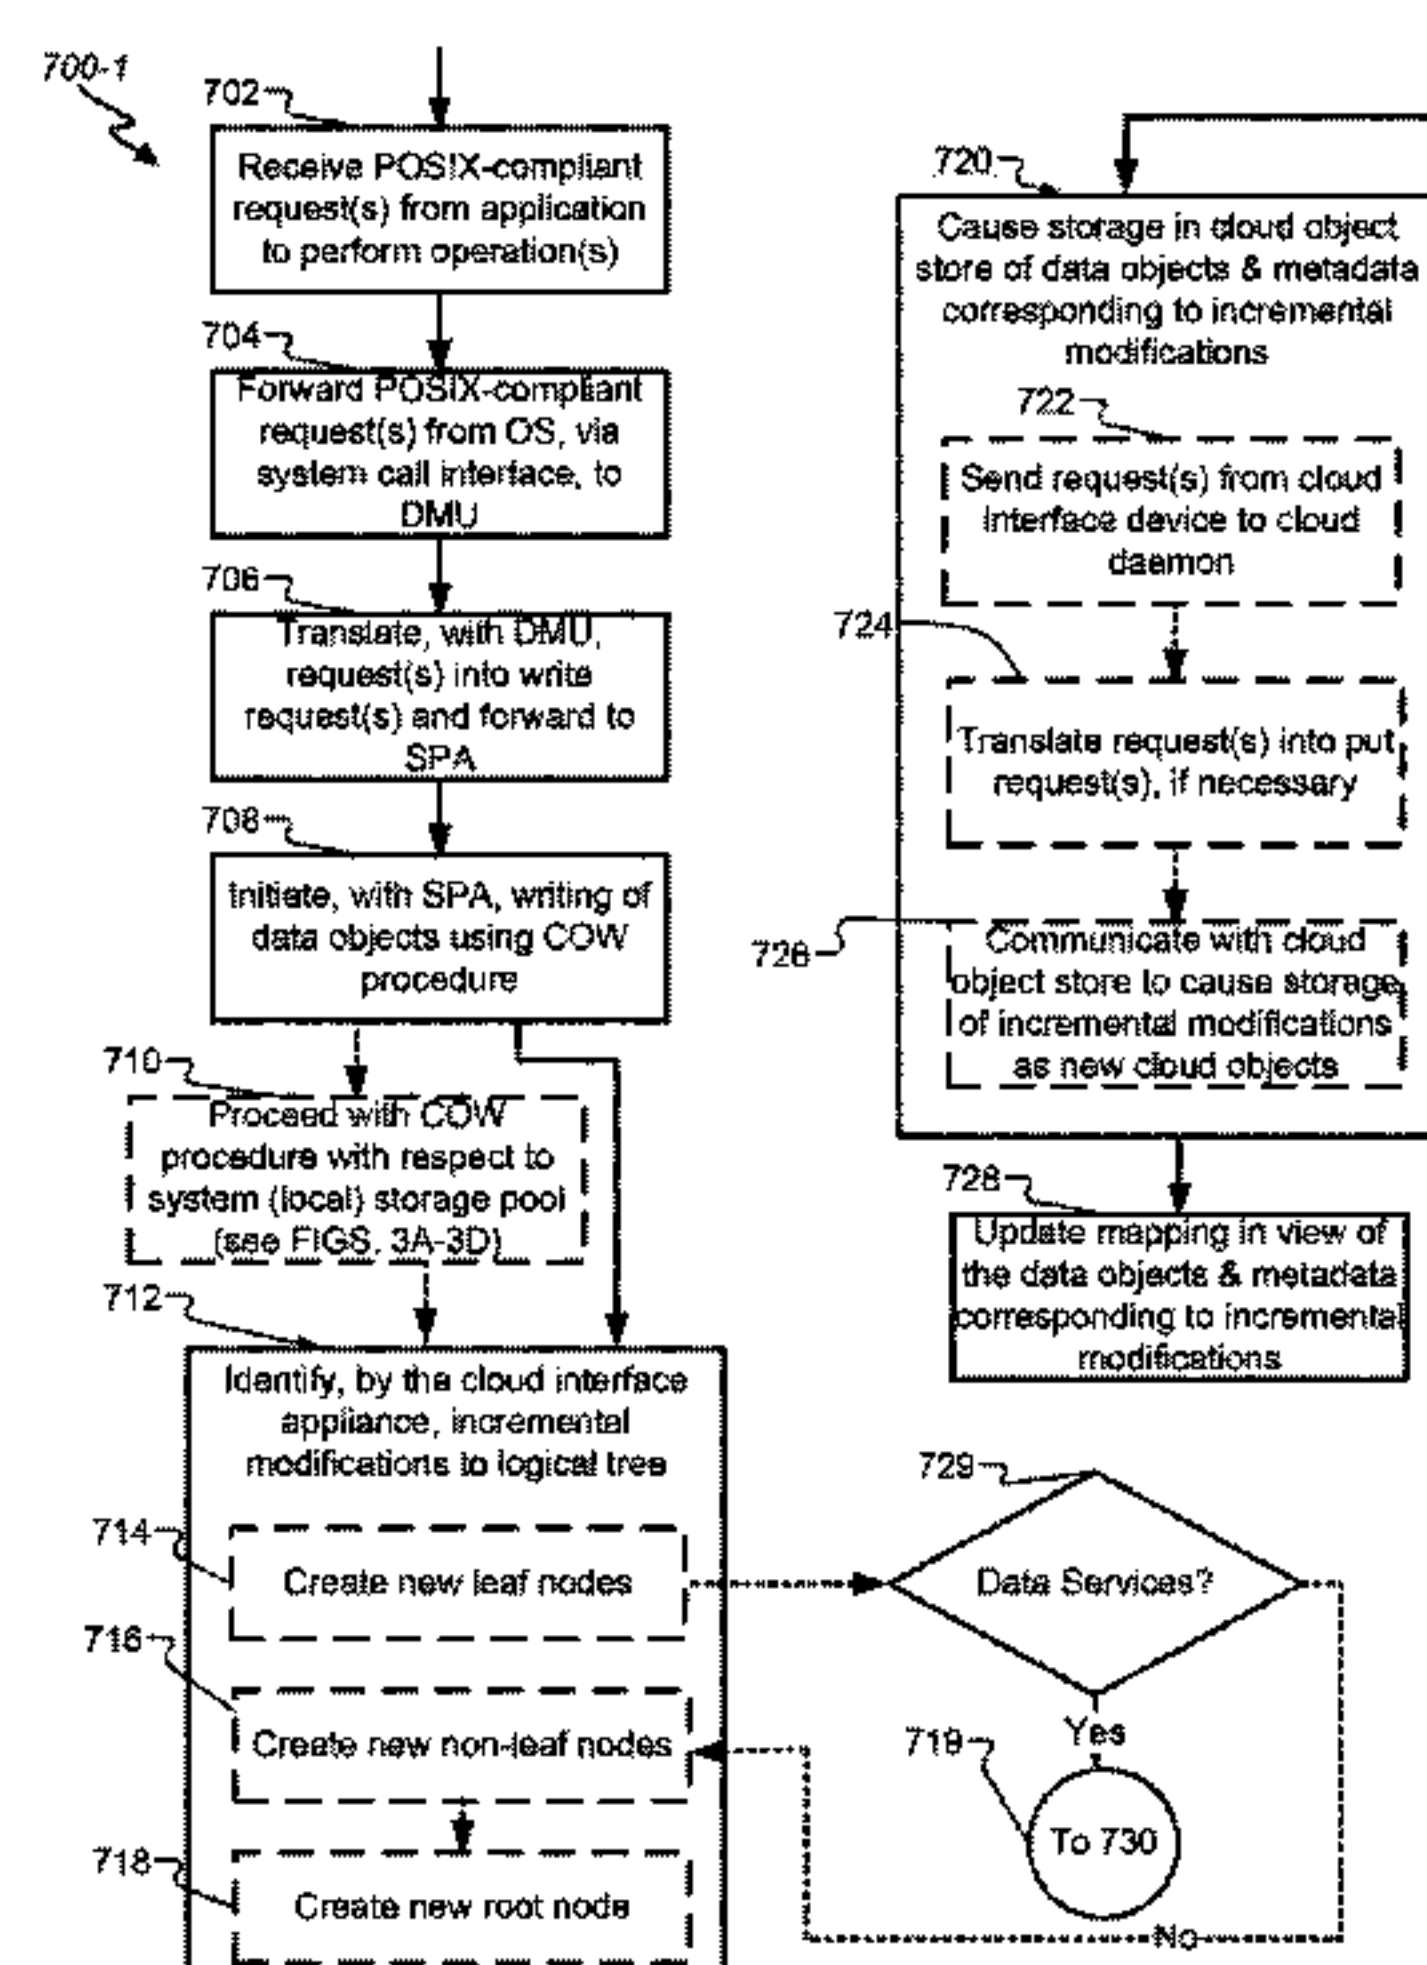 700-1
702
Receive POSIX-compliant
request(s) from application
to perform operation(s)
704
Forward POSIX-compliant
request(s) from OS, via
system call interface, to
DMU
706
Translate, with DMU,
request(s) into write
request(s) and forward to
SPA
708
Initiate, with SPA, writing of
data objects using COW
procedure
710
Proceed with COW
procedure with respect to
system (local) storage pool
(see FIGS. 3A-3D)
712
Identify, by the cloud interface
appliance, incremental
modifications to logical tree
714
Create new leaf nodes
716
Create new non-leaf nodes
718
Create new root node
720
Cause storage in cloud object
store of data objects & metadata
corresponding to incremental
modifications
722
Send request(s) from cloud
interface device to cloud
daemon
724
Translate request(s) into put
request(s), if necessary
726
Communicate with cloud
object store to cause storage
of incremental modifications
as new cloud objects
728
Update mapping in view of
the data objects & metadata
corresponding to incremental
modifications
729
Data Services?
Yes
719
To 730
No